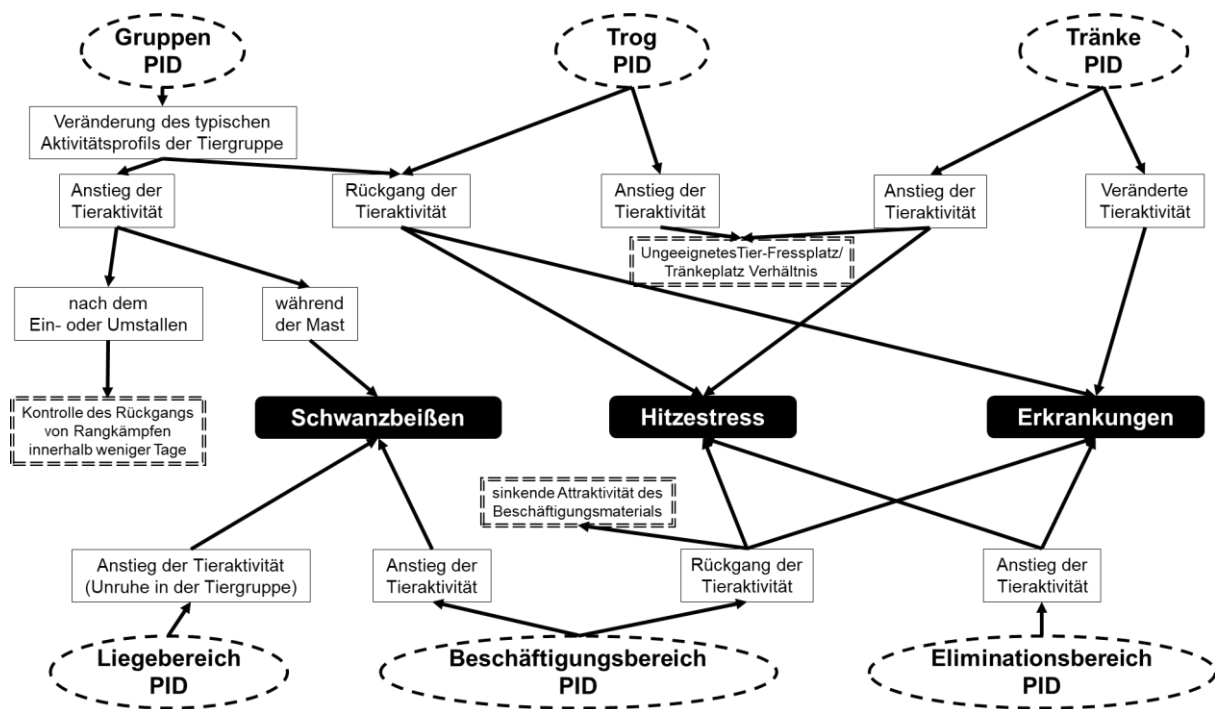 Gruppen
PID
Trog
PID
Tränke
PID
Veränderung des typischen
Aktivitätsprofils der Tiergruppe
Anstieg der
Tieraktivität
Rückgang der
Tieraktivität
Anstieg der
Tieraktivität
Anstieg der
Tieraktivität
Veränderte
Tieraktivität
UngeeignetesTier-Fressplatz/
Tränkeplatz Verhältnis
nach dem
Ein- oder Umstallen
während
der Mast
Kontrolle des Rückgangs
von Rangkämpfen
innerhalb weniger Tage
Schwanzbeißen
Hitzestress
Erkrankungen
sinkende Attraktivität des
Beschäftigungsmaterials
Anstieg der Tieraktivität
(Unruhe in der Tiergruppe)
Anstieg der
Tieraktivität
Rückgang der
Tieraktivität
Anstieg der
Tieraktivität
Liegebereich
PID
Beschäftigungsbereich
PID
Eliminationsbereich
PID